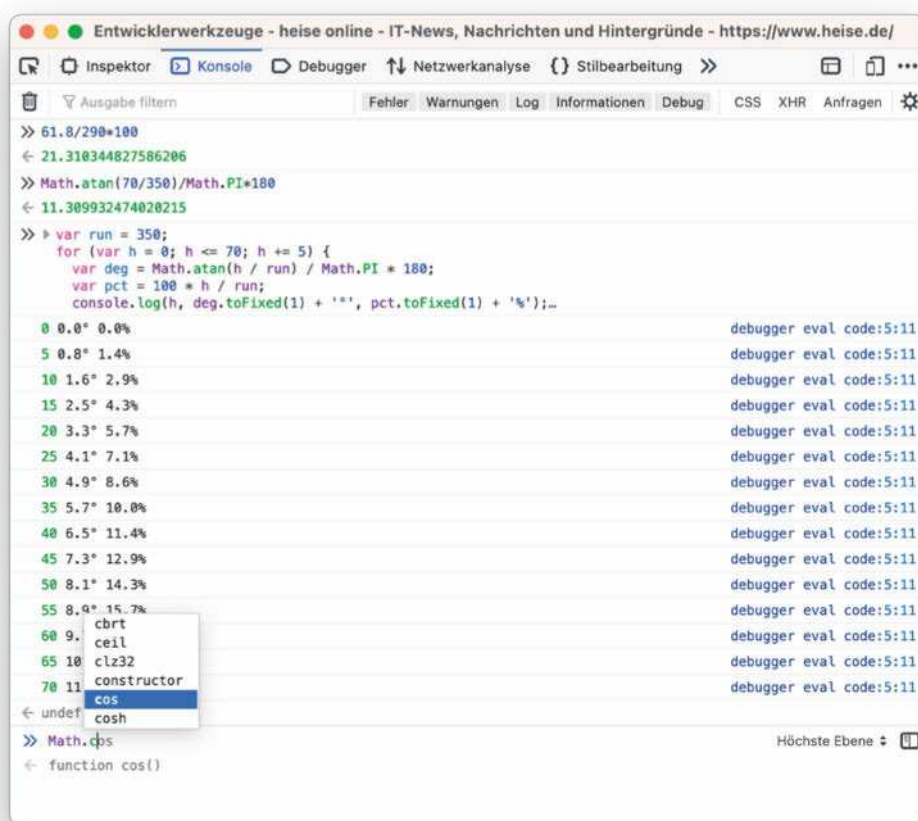 Entwicklerwerkzeuge - heise online - IT-News, Nachrichten und Hintergründe - https://www.heise.de/
Inspektor Konsole Debugger Netzwerkanalyse {} Stilbearbeitung >>
Ausgabe filtern Fehler Warnungen Log Informationen Debug CSS XHR Anfragen
>> 61.8/290*100
← 21.310344827586206
>> Math.atan(70/350)/Math.PI*180
← 11.309932474020215
>> var run = 350;
for (var h = 0; h <= 70; h += 5) {
var deg = Math.atan(h / run) / Math.PI * 180;
var pct = 100 * h / run;
console.log(h, deg.toFixed(1) + '°', pct.toFixed(1) + '%');…
0 0.0° 0.0% debugger eval code:5:11
5 0.8° 1.4% debugger eval code:5:11
10 1.6° 2.9% debugger eval code:5:11
15 2.5° 4.3% debugger eval code:5:11
20 3.3° 5.7% debugger eval code:5:11
25 4.1° 7.1% debugger eval code:5:11
30 4.9° 8.6% debugger eval code:5:11
35 5.7° 10.0% debugger eval code:5:11
40 6.5° 11.4% debugger eval code:5:11
45 7.3° 12.9% debugger eval code:5:11
50 8.1° 14.3% debugger eval code:5:11
55 8.9° 15.7% debugger eval code:5:11
60 9. debugger eval code:5:11
65 10 debugger eval code:5:11
70 11 debugger eval code:5:11
← undef
cbrt
ceil
clz32
constructor
cos
cosh
>> Math.cos Höchste Ebene
← function cos()